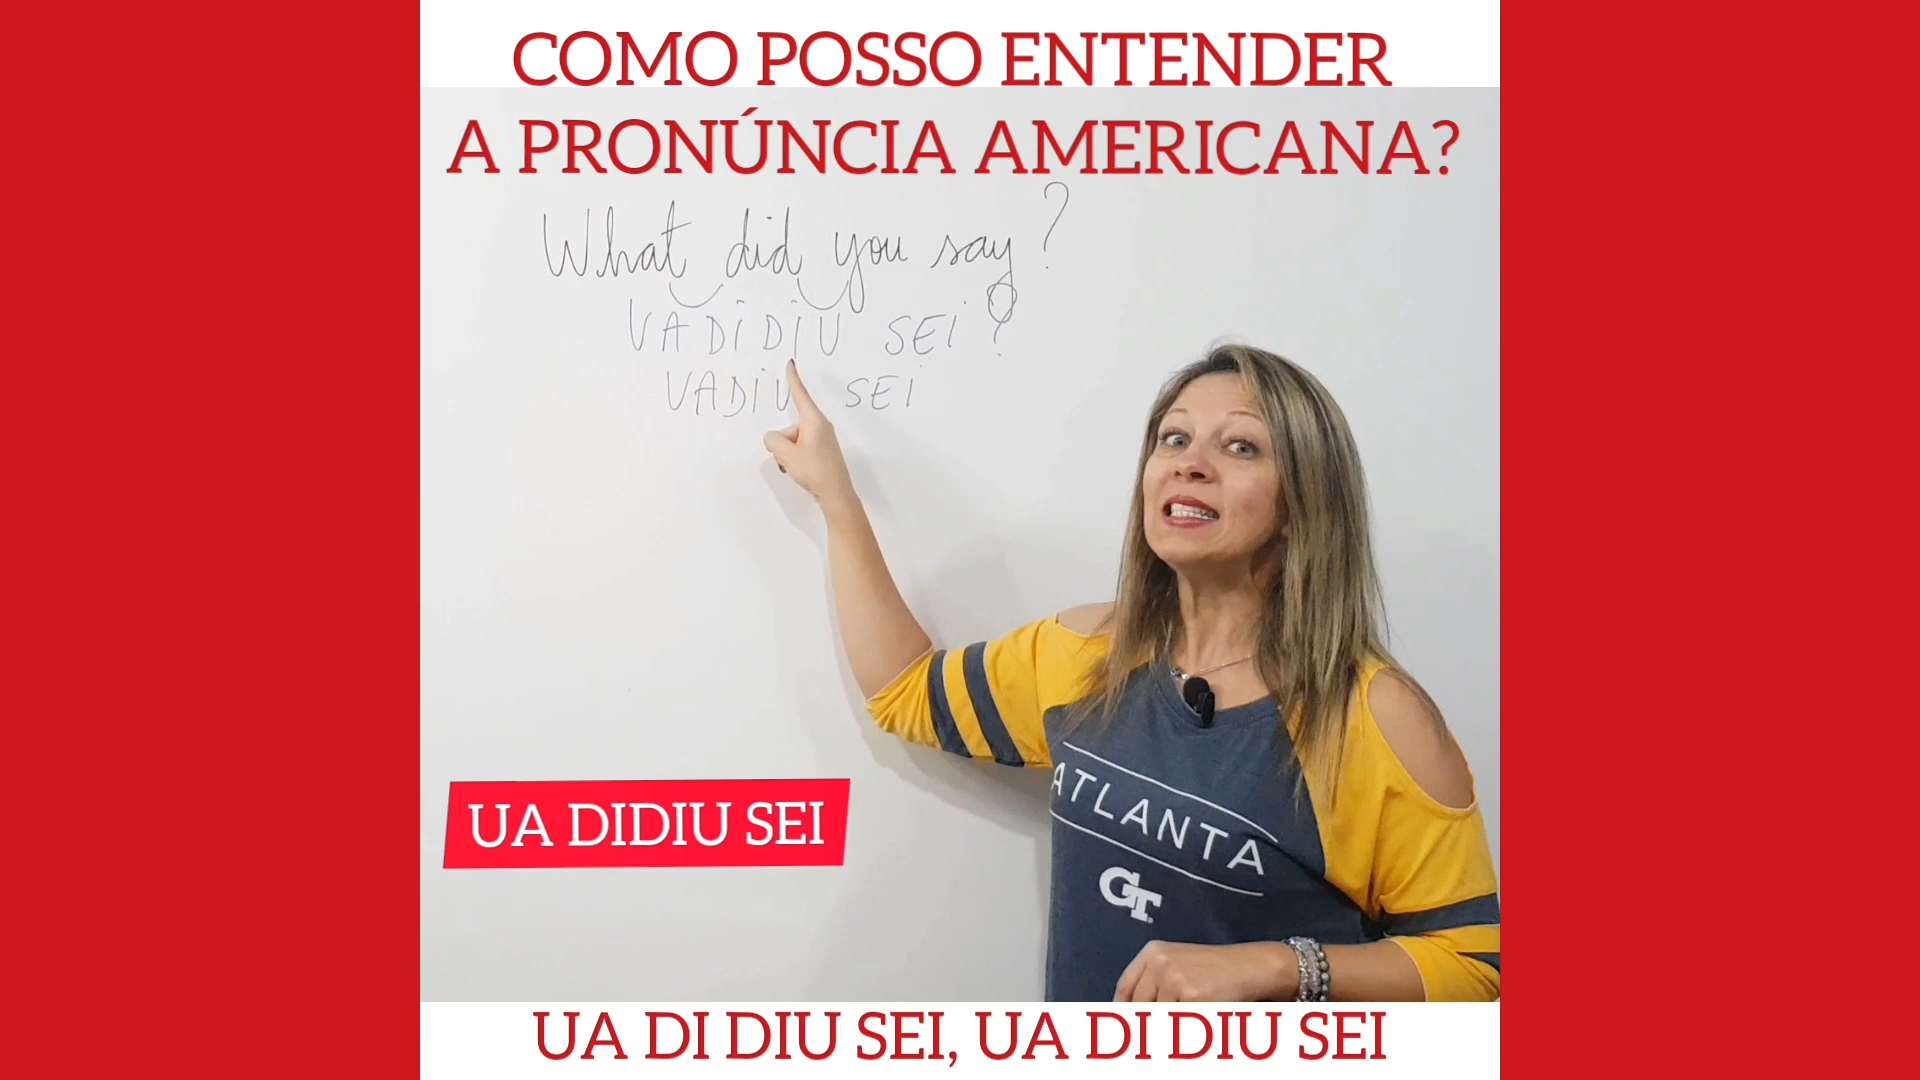 COMO POSSO ENTENDER
A PRONÚNCIA AMERICANA?
What did you say?
VADIDIU SEI?
VADIU SEI
ATLANTA
GT
UA DIDIU SEI
UA DI DIU SEI, UA DI DIU SEI